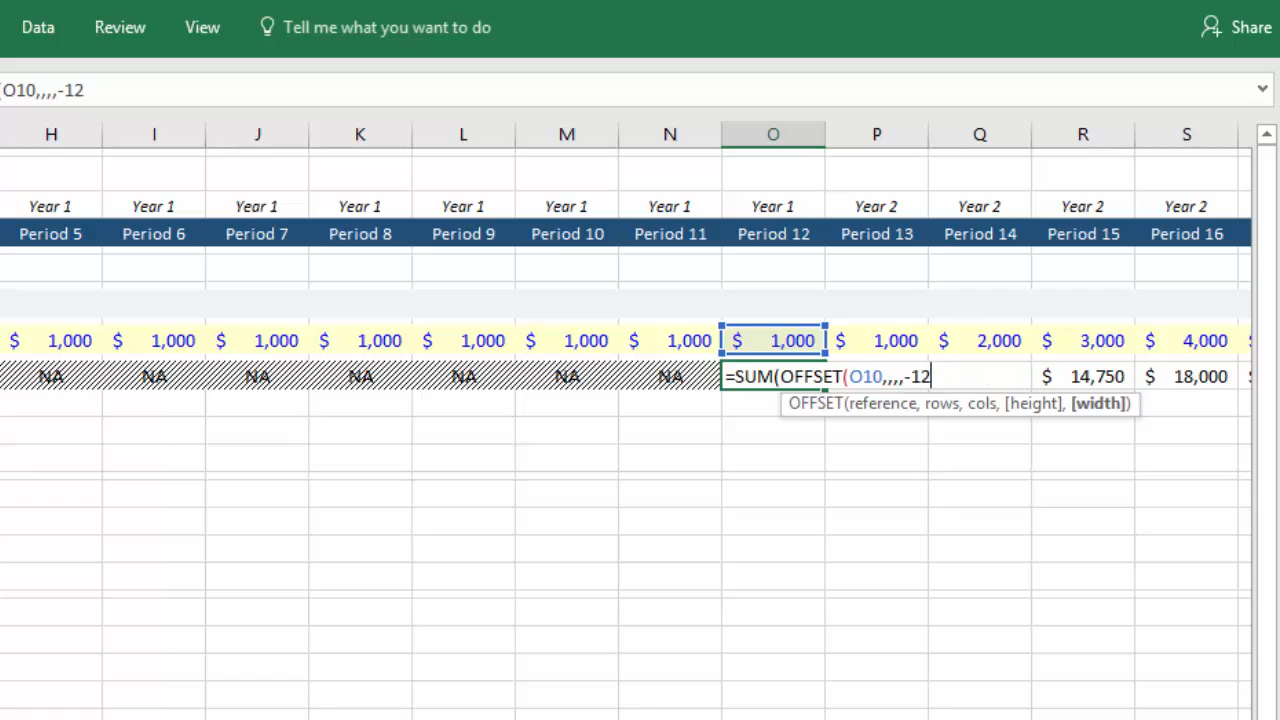 Data Review View Tell me what you want to do Share
(O10,,,,-12
H I J K L M N O P Q R S
Year 1 Year 1 Year 1 Year 1 Year 1 Year 1 Year 1 Year 1 Year 2 Year 2 Year 2 Year 2
Period 5 Period 6 Period 7 Period 8 Period 9 Period 10 Period 11 Period 12 Period 13 Period 14 Period 15 Period 16
$ 1,000 $ 1,000 $ 1,000 $ 1,000 $ 1,000 $ 1,000 $ 1,000 $ 1,000 $ 1,000 $ 2,000 $ 3,000 $ 4,000 $
NA NA NA NA NA NA NA =SUM(OFFSET(O10,,,,-12 $ 14,750 $ 18,000 $
OFFSET(reference, rows, cols, [height], [width])